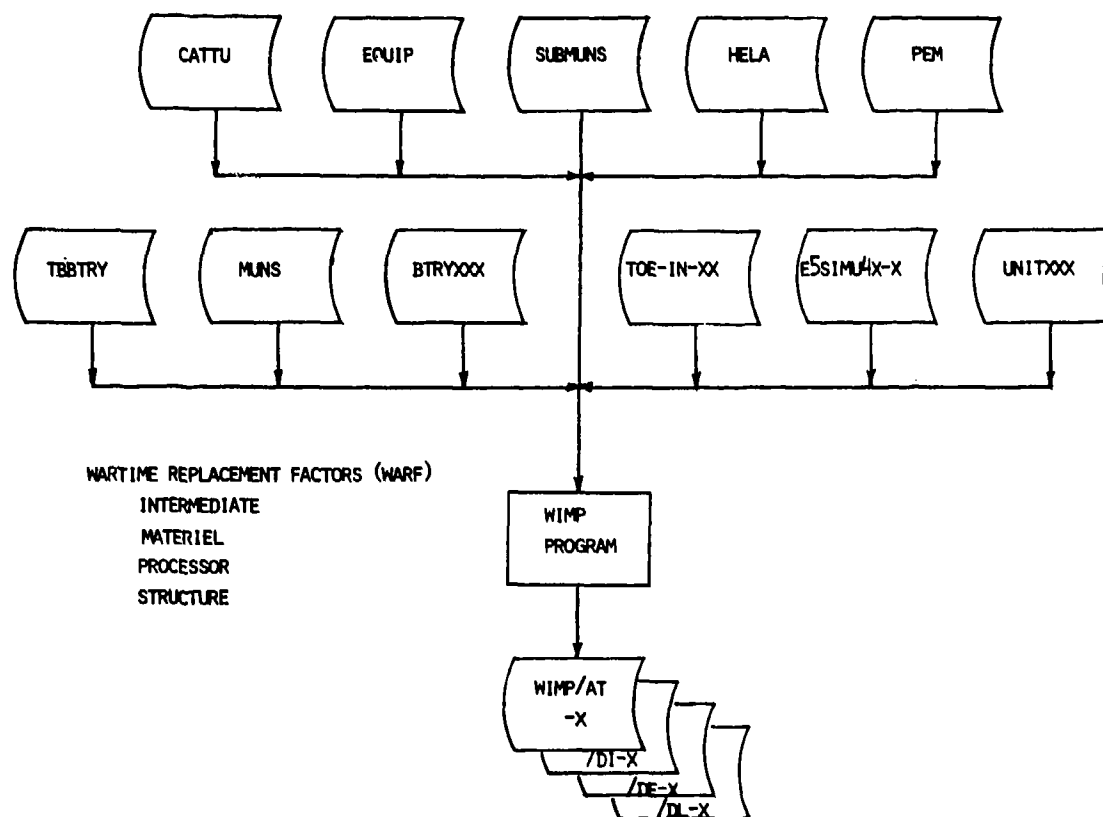 CATTU
EQUIP
SUBMUNS
HELA
PEM
TBBTRY
MUNS
BTRYXXX
TOE-IN-XX
E5SIMU4X-X
UNITXXX
WARTIME REPLACEMENT FACTORS (WARF)
INTERMEDIATE
MATERIEL
PROCESSOR
STRUCTURE
WIMP
PROGRAM
WIMP/AT
-X
/DI-X
/DE-X
/DL-X